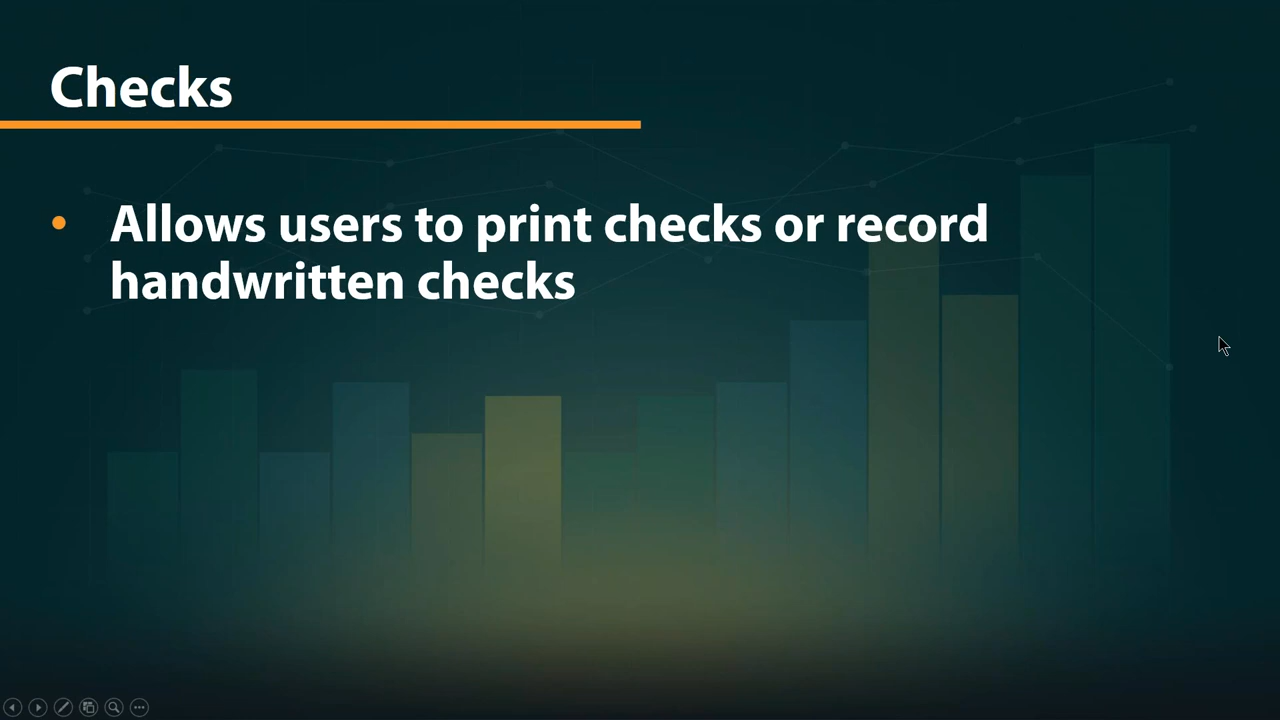 Checks
• Allows users to print checks or record
handwritten checks